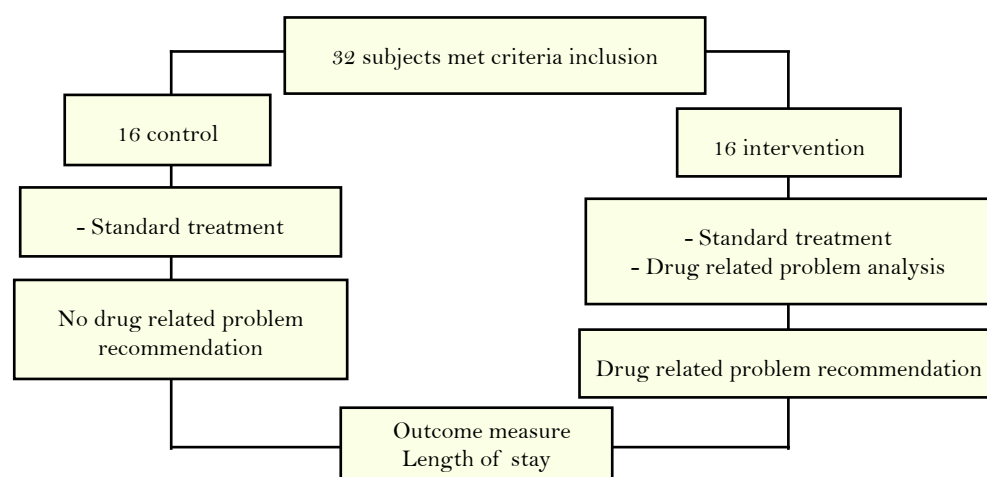 32 subjects met criteria inclusion
16 control
16 intervention
- Standard treatment
- Standard treatment
- Drug related problem analysis
No drug related problem
recommendation
Drug related problem recommendation
Outcome measure
Length of stay